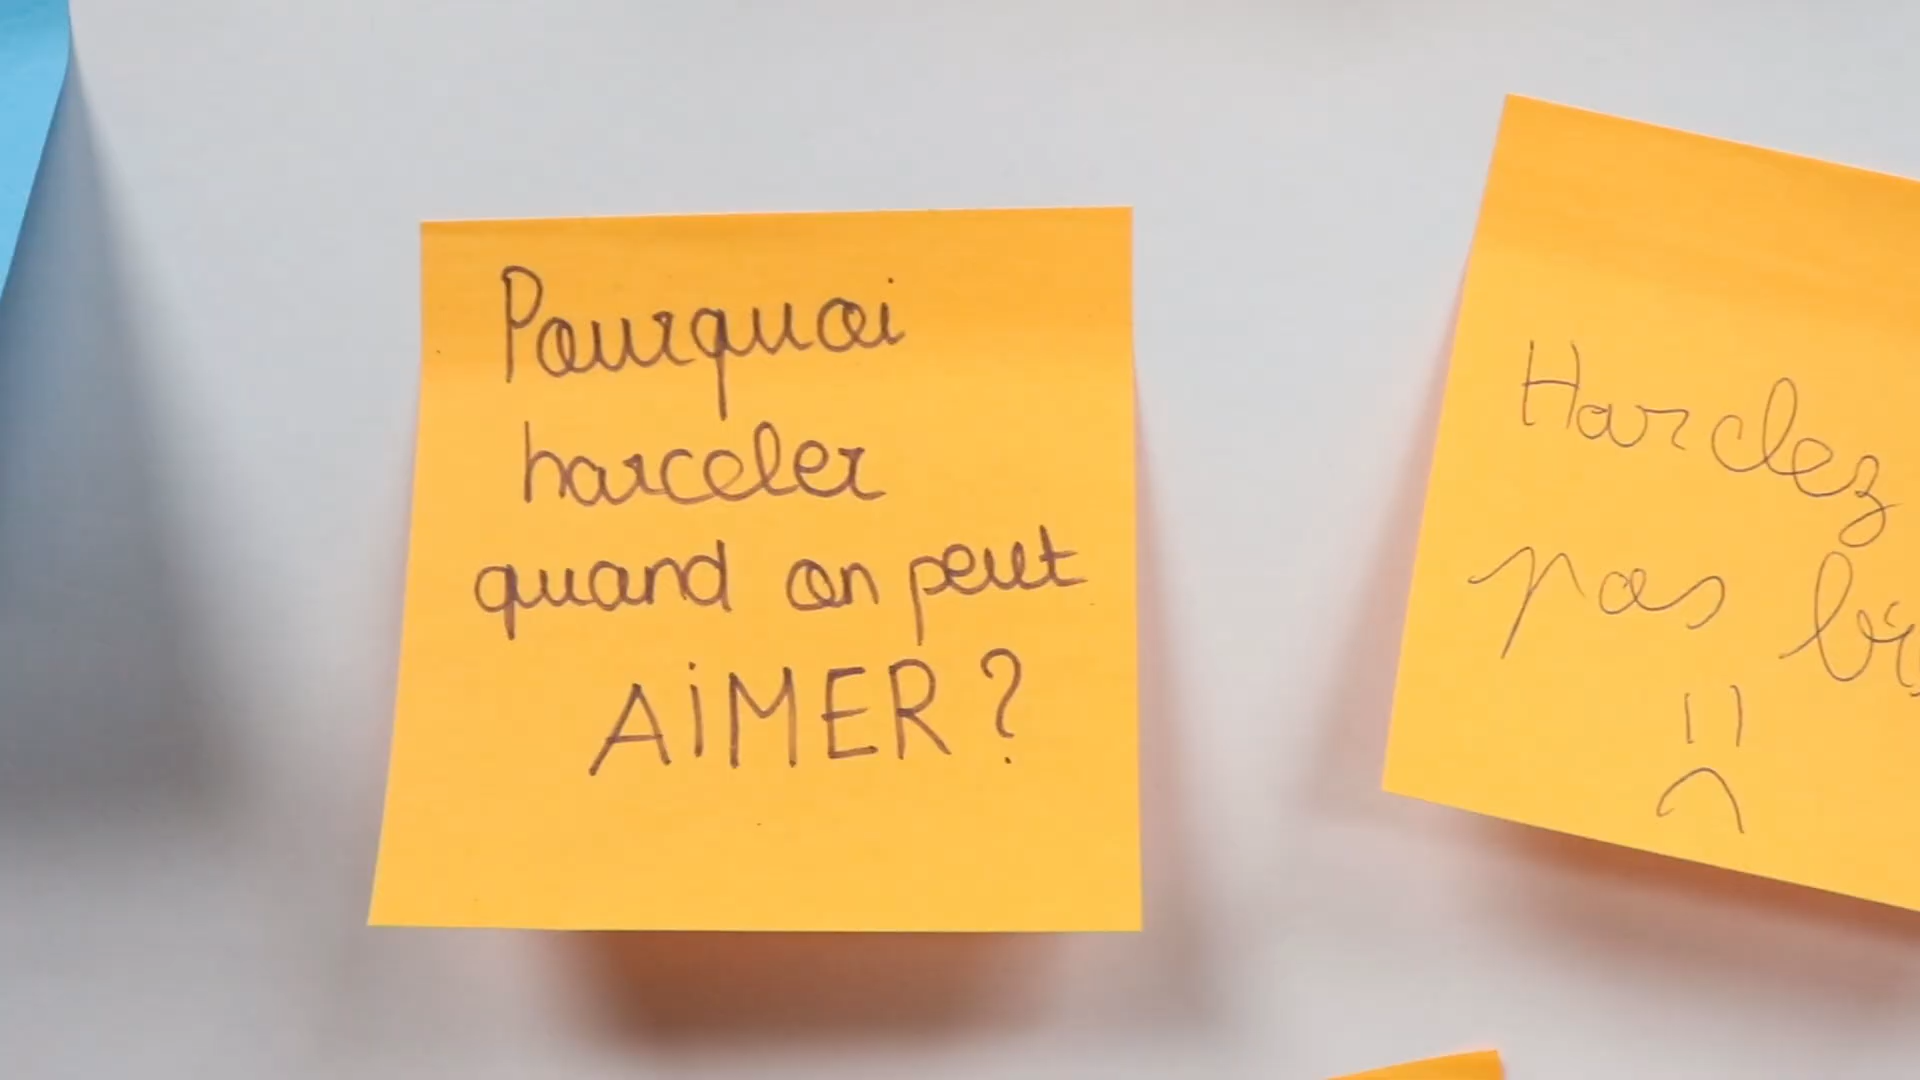 Pourquoi
harceler
quand on peut
AiMER ?
Harclez
pas